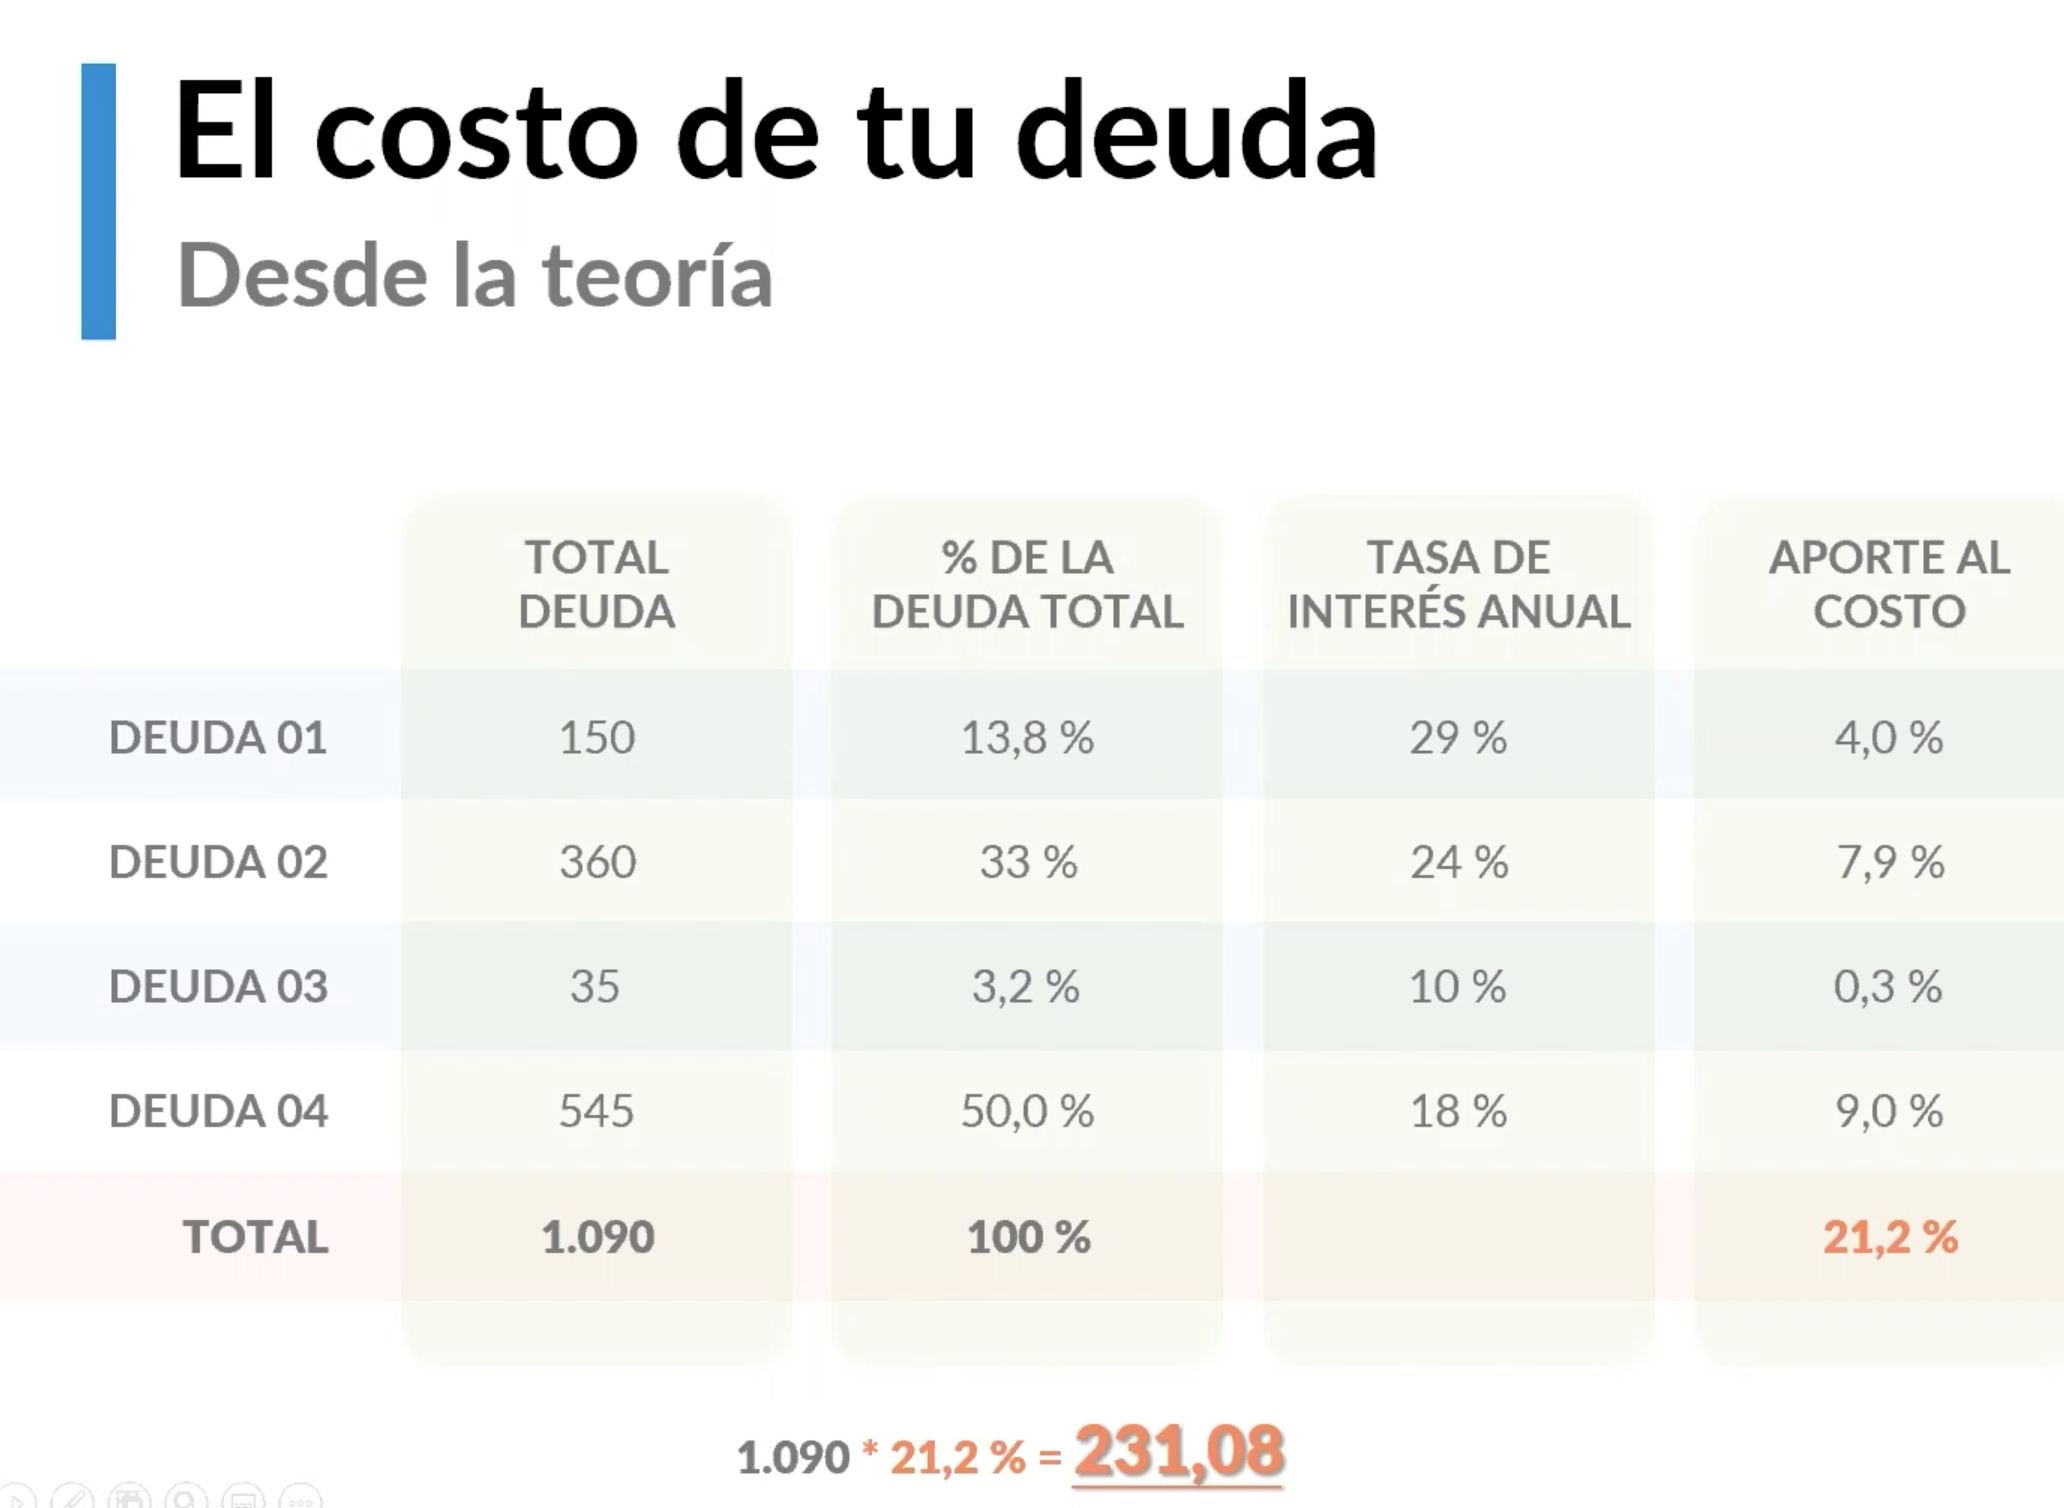 El costo de tu deuda
Desde la teoría
TOTAL DEUDA % DE LA DEUDA TOTAL TASA DE INTERÉS ANUAL APORTE AL COSTO
DEUDA 01 150 13,8 % 29 % 4,0 %
DEUDA 02 360 33 % 24 % 7,9 %
DEUDA 03 35 3,2 % 10 % 0,3 %
DEUDA 04 545 50,0 % 18 % 9,0 %
TOTAL 1.090 100 % 21,2 %
1.090 * 21,2 % = 231,08